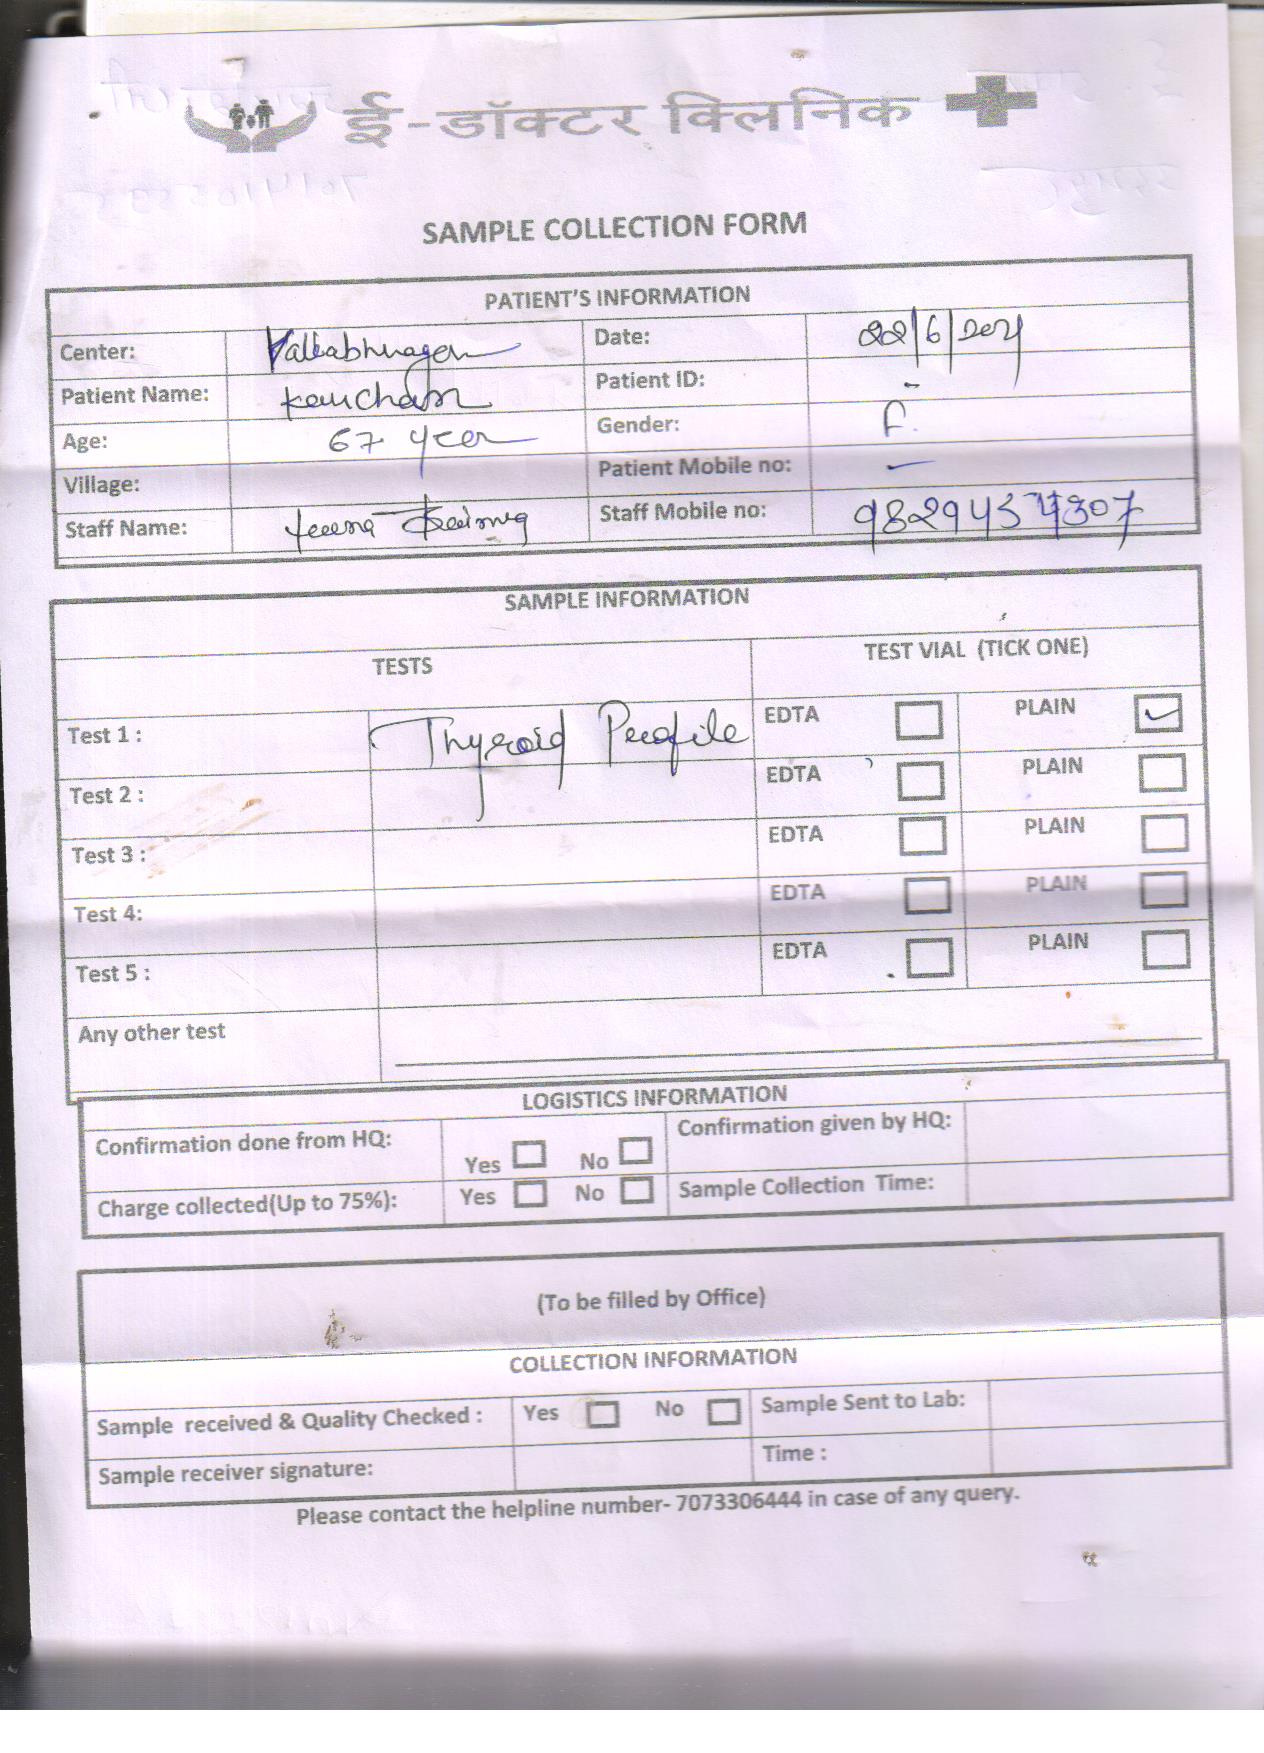 ई-डॉक्टर क्लिनिक
SAMPLE COLLECTION FORM
PATIENT'S INFORMATION
Center: Vallabhnagar Date: 22/6/2021
Patient Name: Kanchan Patient ID: -
Age: 67 year Gender: F.
Village: Patient Mobile no: -
Staff Name: Staff Mobile no: 9829454307
SAMPLE INFORMATION
TESTS TEST VIAL (TICK ONE)
Test 1 : Thyroid Profile EDTA PLAIN ✓
Test 2 : EDTA PLAIN
Test 3 : EDTA PLAIN
Test 4: EDTA PLAIN
Test 5 : EDTA PLAIN
Any other test
LOGISTICS INFORMATION
Confirmation done from HQ: Yes No Confirmation given by HQ:
Charge collected(Up to 75%): Yes No Sample Collection Time:
(To be filled by Office)
COLLECTION INFORMATION
Sample received & Quality Checked : Yes No Sample Sent to Lab:
Sample receiver signature: Time :
Please contact the helpline number- 7073306444 in case of any query.